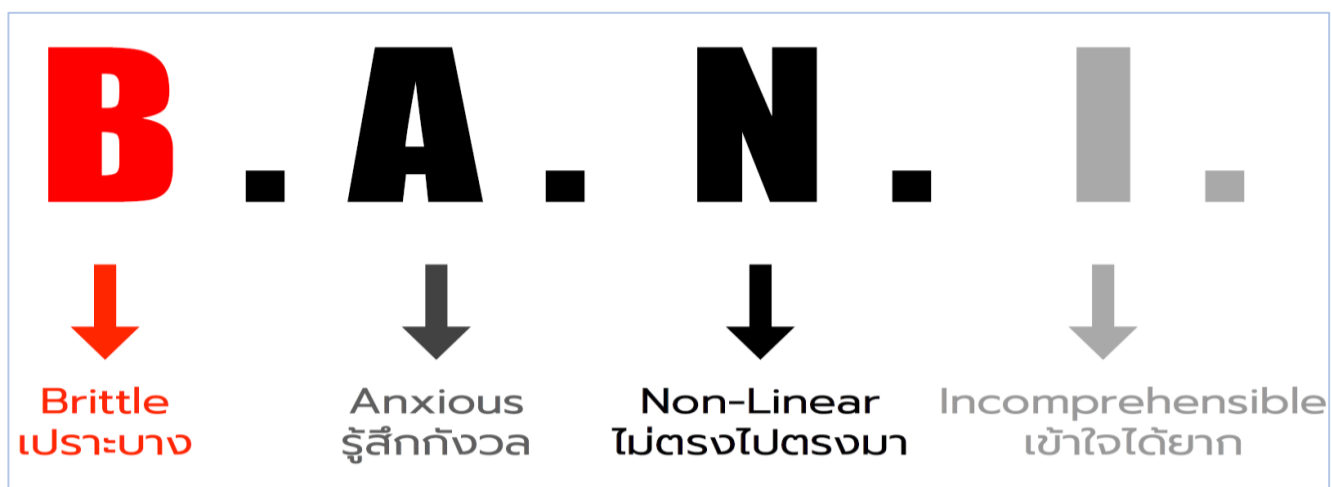 B.A.N.I.
Brittle
เปราะบาง
Anxious
รู้สึกกังวล
Non-Linear
ไม่ตรงไปตรงมา
Incomprehensible
เข้าใจได้ยาก